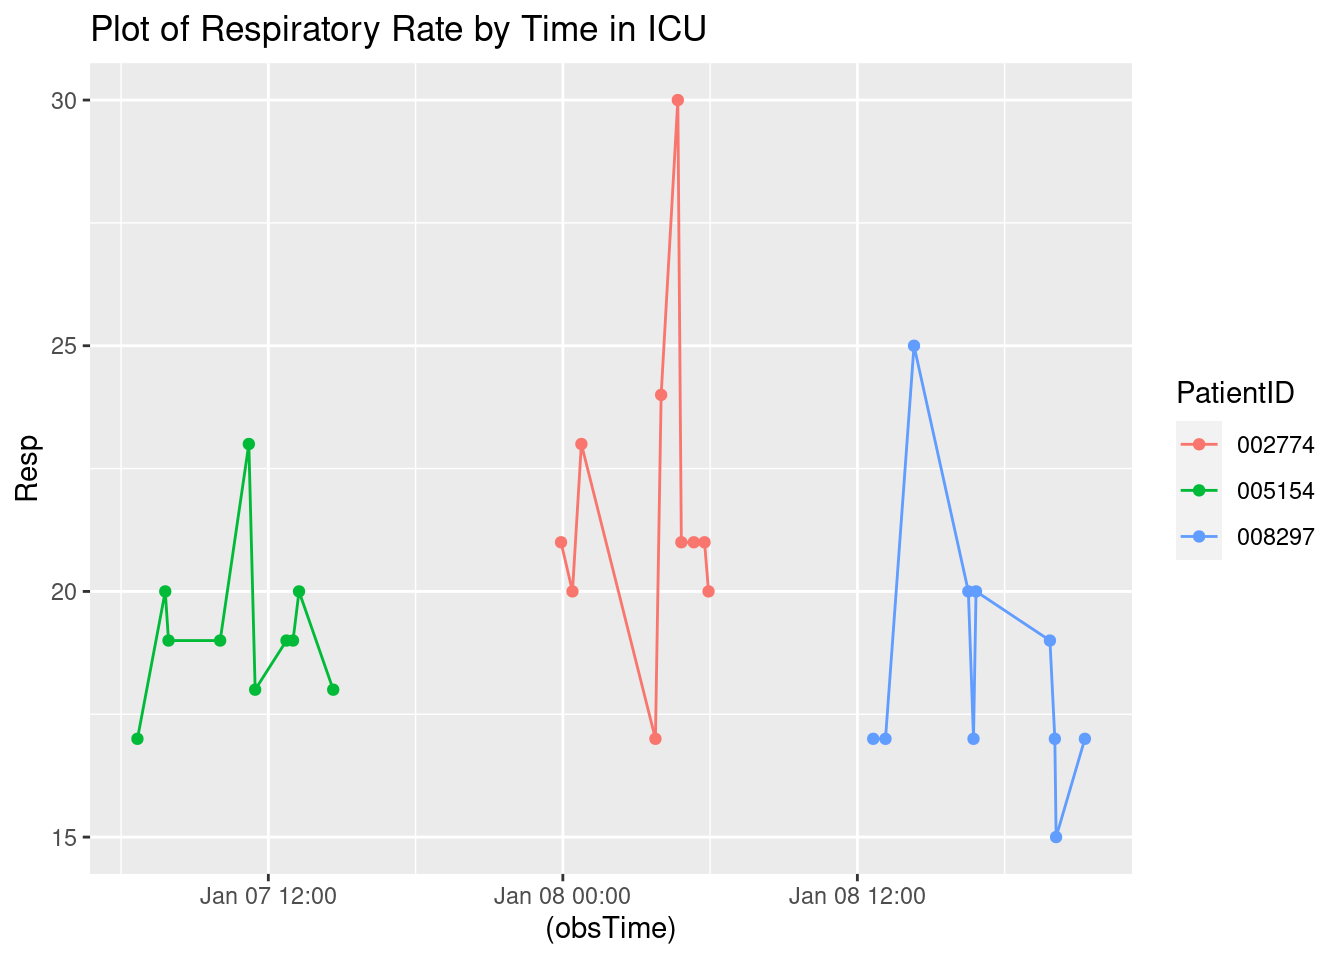 Plot of Respiratory Rate by Time in ICU
30
25
20
15
Resp
Jan 07 12:00
Jan 08 00:00
Jan 08 12:00
(obsTime)
PatientID
002774
005154
008297